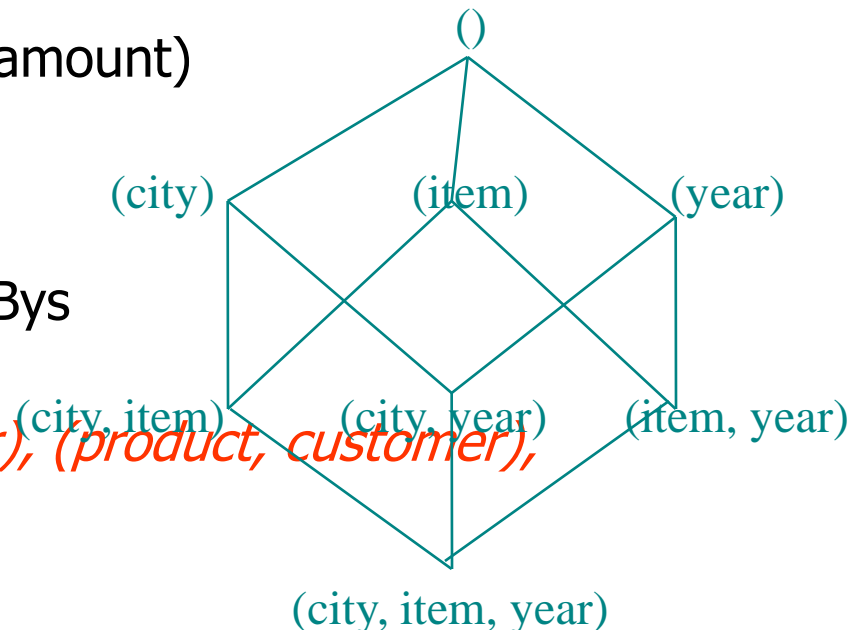 ()
amount)
(city) (item) (year)
Bys
(city, item) (city, year) (item, year)
), (product, customer),
(city, item, year)